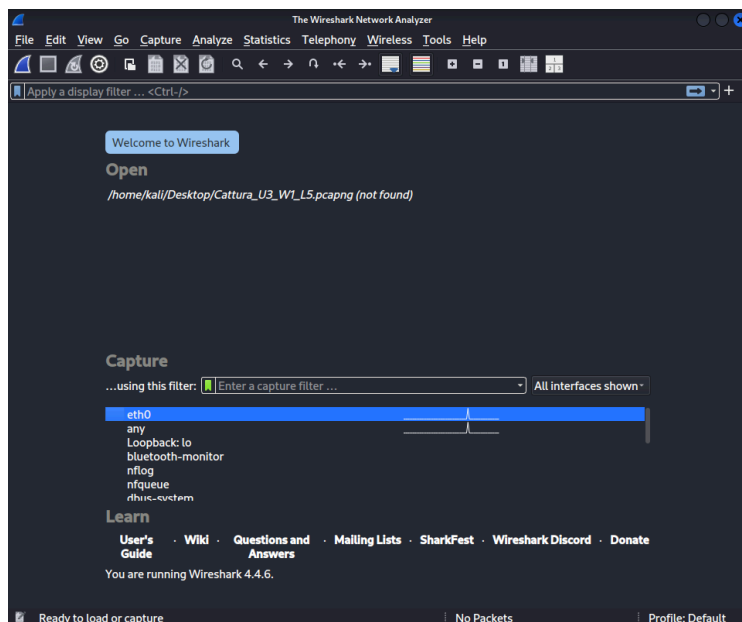 The Wireshark Network Analyzer
File Edit View Go Capture Analyze Statistics Telephony Wireless Tools Help
Apply a display filter ... <Ctrl-/>
Welcome to Wireshark
Open
/home/kali/Desktop/Cattura_U3_W1_L5.pcapng (not found)
Capture
...using this filter: Enter a capture filter ... All interfaces shown
eth0
any
Loopback: lo
bluetooth-monitor
nflog
nfqueue
dbus-system
Learn
User's Guide · Wiki · Questions and Answers · Mailing Lists · SharkFest · Wireshark Discord · Donate
You are running Wireshark 4.4.6.
Ready to load or capture No Packets Profile: Default